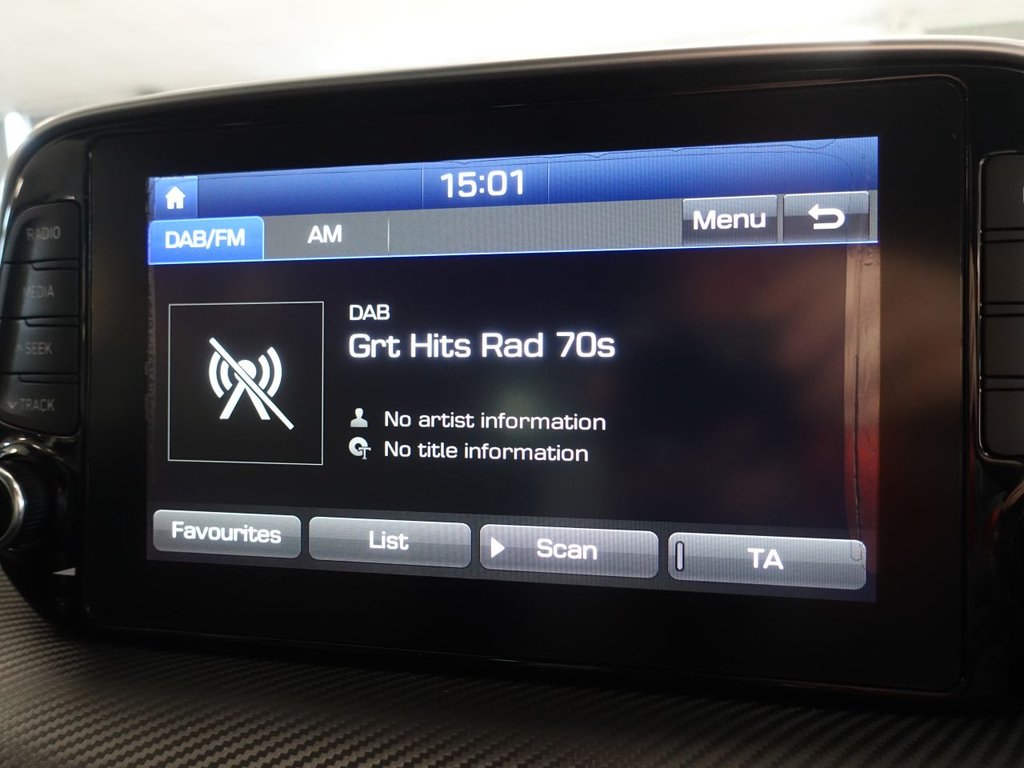 15:01
DAB/FM
AM
Menu
DAB
Grt Hits Rad 70s
No artist information
No title information
Favourites
List
Scan
TA
RADIO
MEDIA
SEEK
TRACK